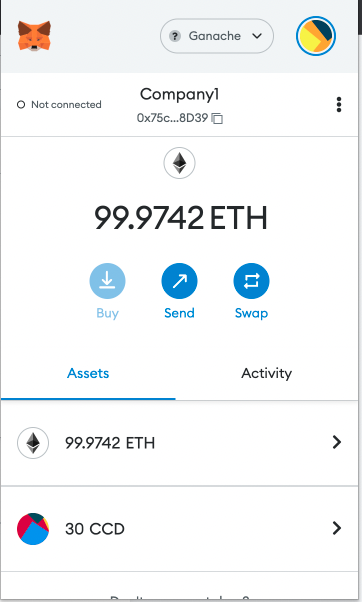 ? Ganache
Not connected
Company1
0x75c...8D39
99.9742 ETH
Buy
Send
Swap
Assets
Activity
99.9742 ETH
30 CCD